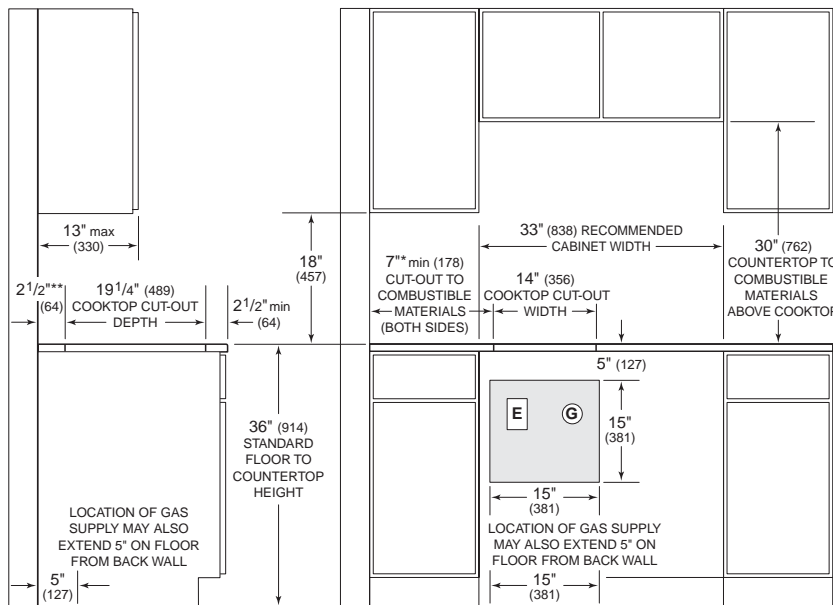 13" max
(330)
2 1/2"**
(64)
19 1/4" (489)
COOKTOP CUT-OUT
DEPTH
2 1/2" min
(64)
18"
(457)
36" (914)
STANDARD
FLOOR TO
COUNTERTOP
HEIGHT
LOCATION OF GAS
SUPPLY MAY ALSO
EXTEND 5" ON FLOOR
FROM BACK WALL
5"
(127)
33" (838) RECOMMENDED
CABINET WIDTH
7"* min (178)
CUT-OUT TO
COMBUSTIBLE
MATERIALS
(BOTH SIDES)
14" (356)
COOKTOP CUT-OUT
WIDTH
30" (762)
COUNTERTOP TO
COMBUSTIBLE
MATERIALS
ABOVE COOKTOP
5" (127)
E
G
15"
(381)
15"
(381)
LOCATION OF GAS SUPPLY
MAY ALSO EXTEND 5" ON
FLOOR FROM BACK WALL
15"
(381)